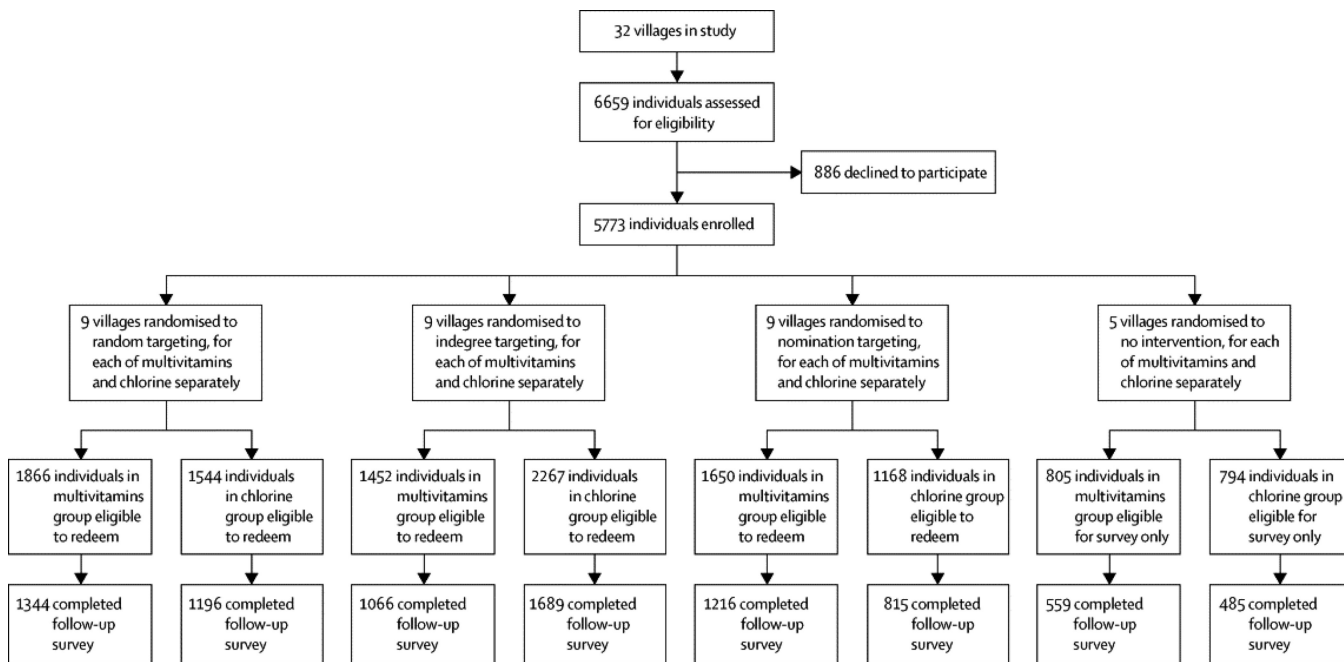 32 villages in study
6659 individuals assessed
for eligibility
886 declined to participate
5773 individuals enrolled
9 villages randomised to
random targeting, for
each of multivitamins
and chlorine separately
9 villages randomised to
indegree targeting, for
each of multivitamins
and chlorine separately
9 villages randomised to
nomination targeting,
for each of multivitamins
and chlorine separately
5 villages randomised to
no intervention, for each
of multivitamins and
chlorine separately
1866 individuals in
multivitamins
group eligible
to redeem
1544 individuals
in chlorine
group eligible
to redeem
1452 individuals in
multivitamins
group eligible
to redeem
2267 individuals
in chlorine
group eligible
to redeem
1650 individuals in
multivitamins
group eligible to
redeem
1168 individuals in
chlorine group
eligible to
redeem
805 individuals in
multivitamins
group eligible
for survey only
794 individuals in
chlorine group
eligible for
survey only
1344 completed
follow-up
survey
1196 completed
follow-up
survey
1066 completed
follow-up
survey
1689 completed
follow-up
survey
1216 completed
follow-up
survey
815 completed
follow-up
survey
559 completed
follow-up
survey
485 completed
follow-up
survey